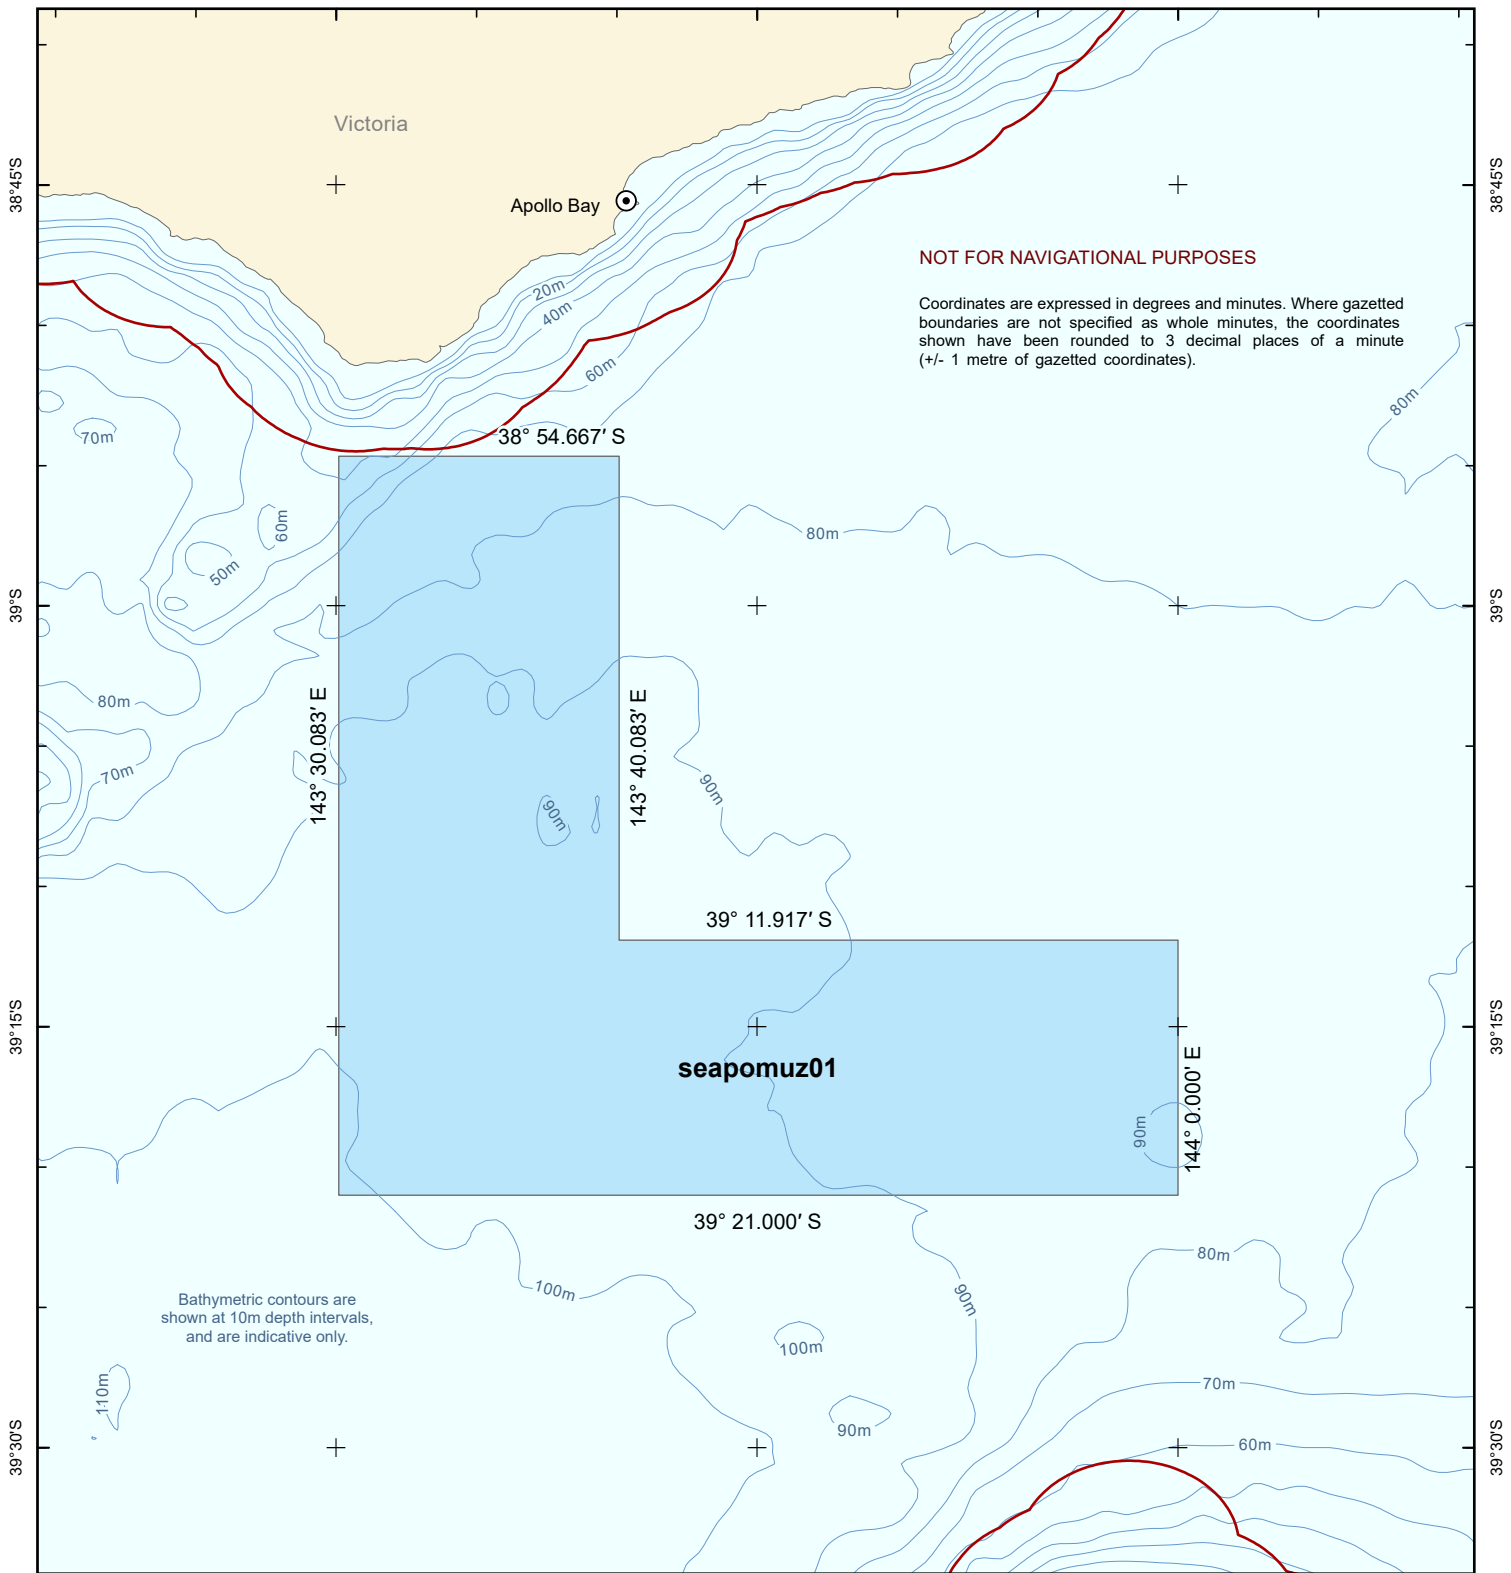 Victoria
38°45'S
38°45'S
Apollo Bay
NOT FOR NAVIGATIONAL PURPOSES
20m
Coordinates are expressed in degrees and minutes. Where gazetted
boundaries are not specified as whole minutes, the coordinates
shown have been rounded to 3 decimal places of a minute
(+/- 1 metre of gazetted coordinates).
40m
60m
80m
70m
38° 54.667′ S
60m
80m
50m
39°S
39°S
80m
143° 30.083′ E
143° 40.083′ E
70m
90m
90m
39° 11.917′ S
39°15'S
39°15'S
seapomuz01
144° 0.000′ E
90m
39° 21.000′ S
80m
100m
90m
Bathymetric contours are
shown at 10m depth intervals,
and are indicative only.
100m
110m
70m
90m
60m
39°30'S
39°30'S